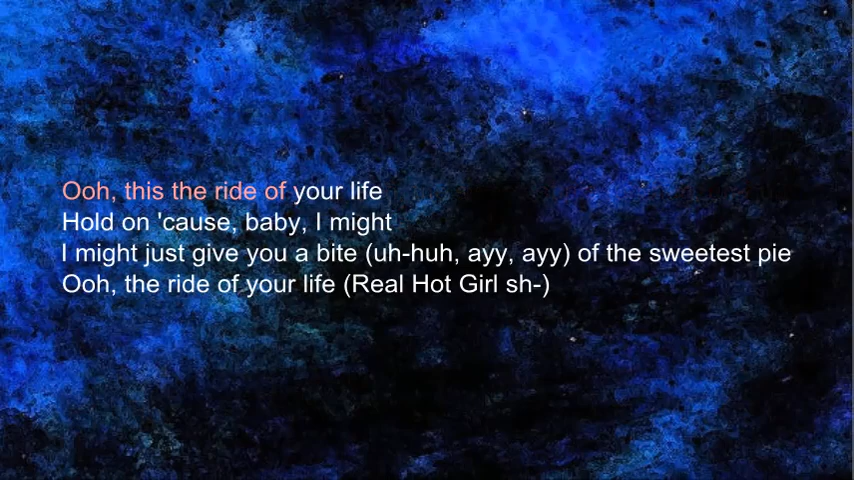 Ooh, this the ride of your life
Hold on 'cause, baby, I might
I might just give you a bite (uh-huh, ayy, ayy) of the sweetest pie
Ooh, the ride of your life (Real Hot Girl sh-)